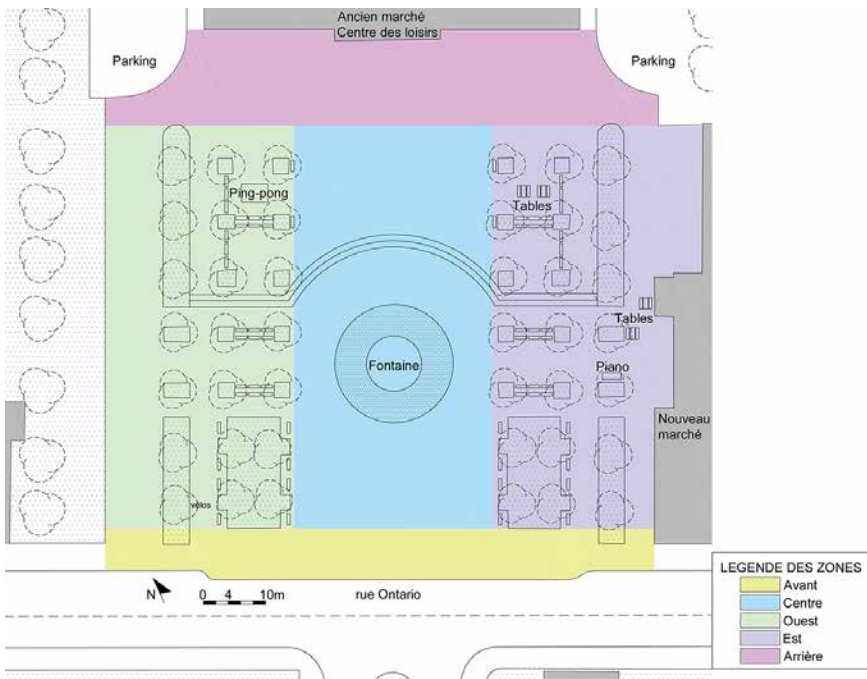 Ancien marché
Centre des loisirs
Parking
Parking
Ping-pong
Tables
Tables
Fontaine
Piano
Nouveau
marché
vélos
N
0 4 10m
rue Ontario
LEGENDE DES ZONES
Avant
Centre
Ouest
Est
Arrière